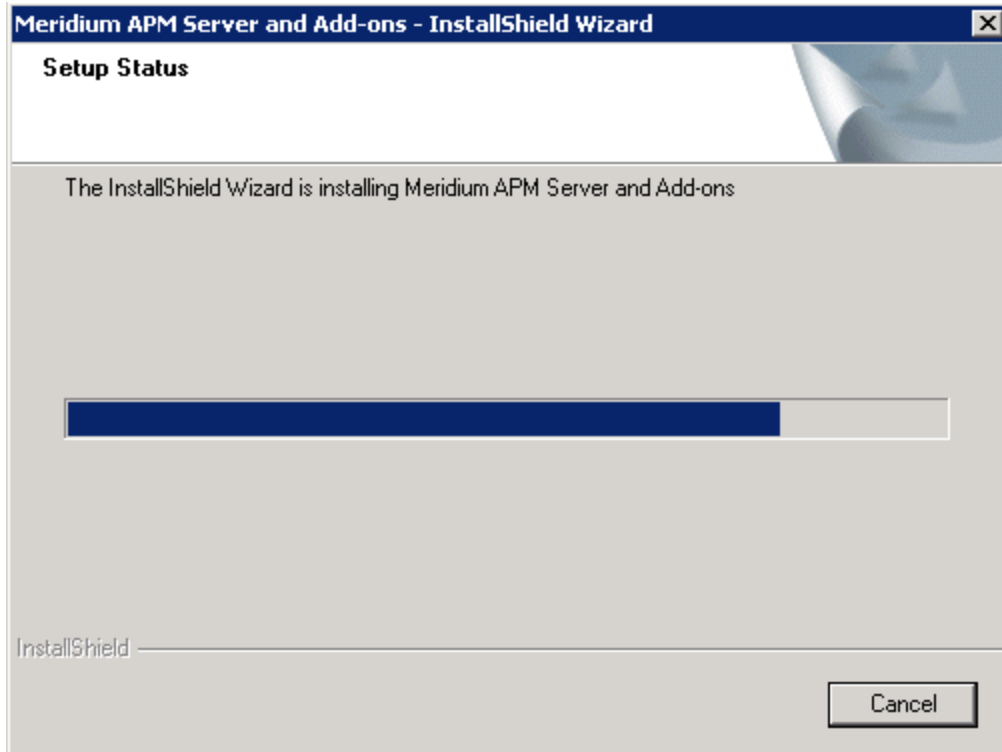 Meridium APM Server and Add-ons - InstallShield Wizard
Setup Status
The InstallShield Wizard is installing Meridium APM Server and Add-ons
InstallShield
Cancel